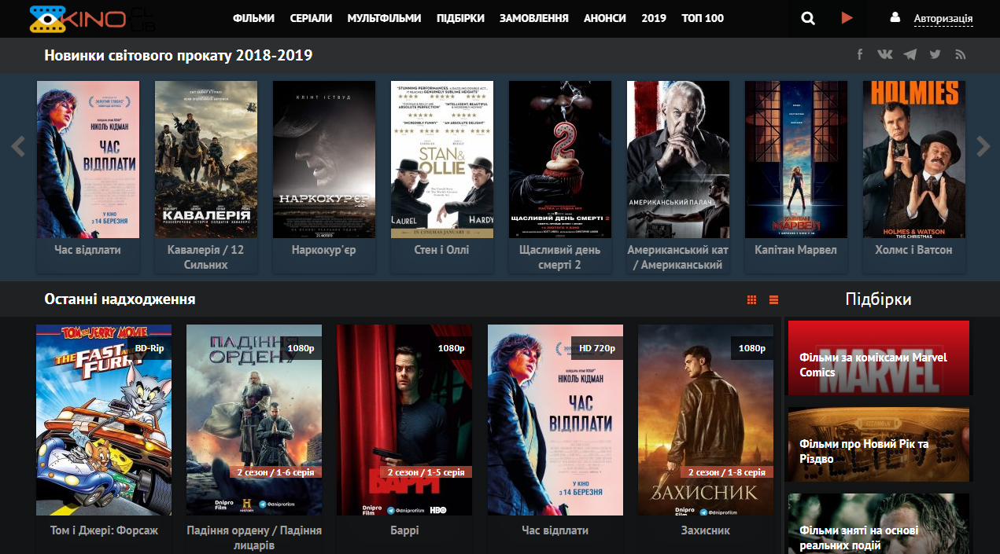 KINO CLUB
ФІЛЬМИ СЕРІАЛИ МУЛЬТФІЛЬМИ ПІДБІРКИ ЗАМОВЛЕННЯ АНОНСИ 2019 ТОП 100
Авторизація
Новинки світового прокату 2018-2019
НІКОЛЬ КІДМАН
ЧАС
ВІДПЛАТИ
У КІНО
З 14 БЕРЕЗНЯ
КАВАЛЕРІЯ
КЛІНТ ІСТВУД
НАРКОКУР'ЄР
21 ЛЮТОГО
STAN &
OLLIE
LAUREL HARDY
IN CINEMAS JANUARY 11
2
ЩАСЛИВИЙ ДЕНЬ СМЕРТІ 2
АМЕРИКАНСЬКИЙ ПАЛАЧ
КАПІТАН
МАРВЕЛ
HOLMIES
HOLMES & WATSON
THIS CHRISTMAS
Час відплати
Кавалерія / 12
Сильних
Наркокур'єр
Стен і Оллі
Щасливий день
смерті 2
Американський кат
/ Американський
Капітан Марвел
Холмс і Ватсон
Останні надходження
Підбірки
TOM AND JERRY MOVIE
THE FAST AND
FURRY
BD-Rip
ПАДІННЯ
ОРДЕНУ
1080p
2 сезон / 1-6 серія
Dnipro
Film
HISTORY
@dniprofilm
1080p
2 сезон / 1-5 серія
БАРРІ
Dnipro
Film
@dniprofilm
HBO
HD 720p
НІКОЛЬ КІДМАН
ЧАС
ВІДПЛАТИ
У КІНО
З 14 БЕРЕЗНЯ
1080p
2 сезон / 1-8 серія
ЗАХИСНИК
Dnipro
Film
@dniprofilm
Том і Джері: Форсаж
Падіння ордену / Падіння
лицарів
Баррі
Час відплати
Захисник
MARVEL
Фільми за коміксами Marvel
Comics
Фільми про Новий Рік та
Різдво
Фільми зняті на основі
реальних подій